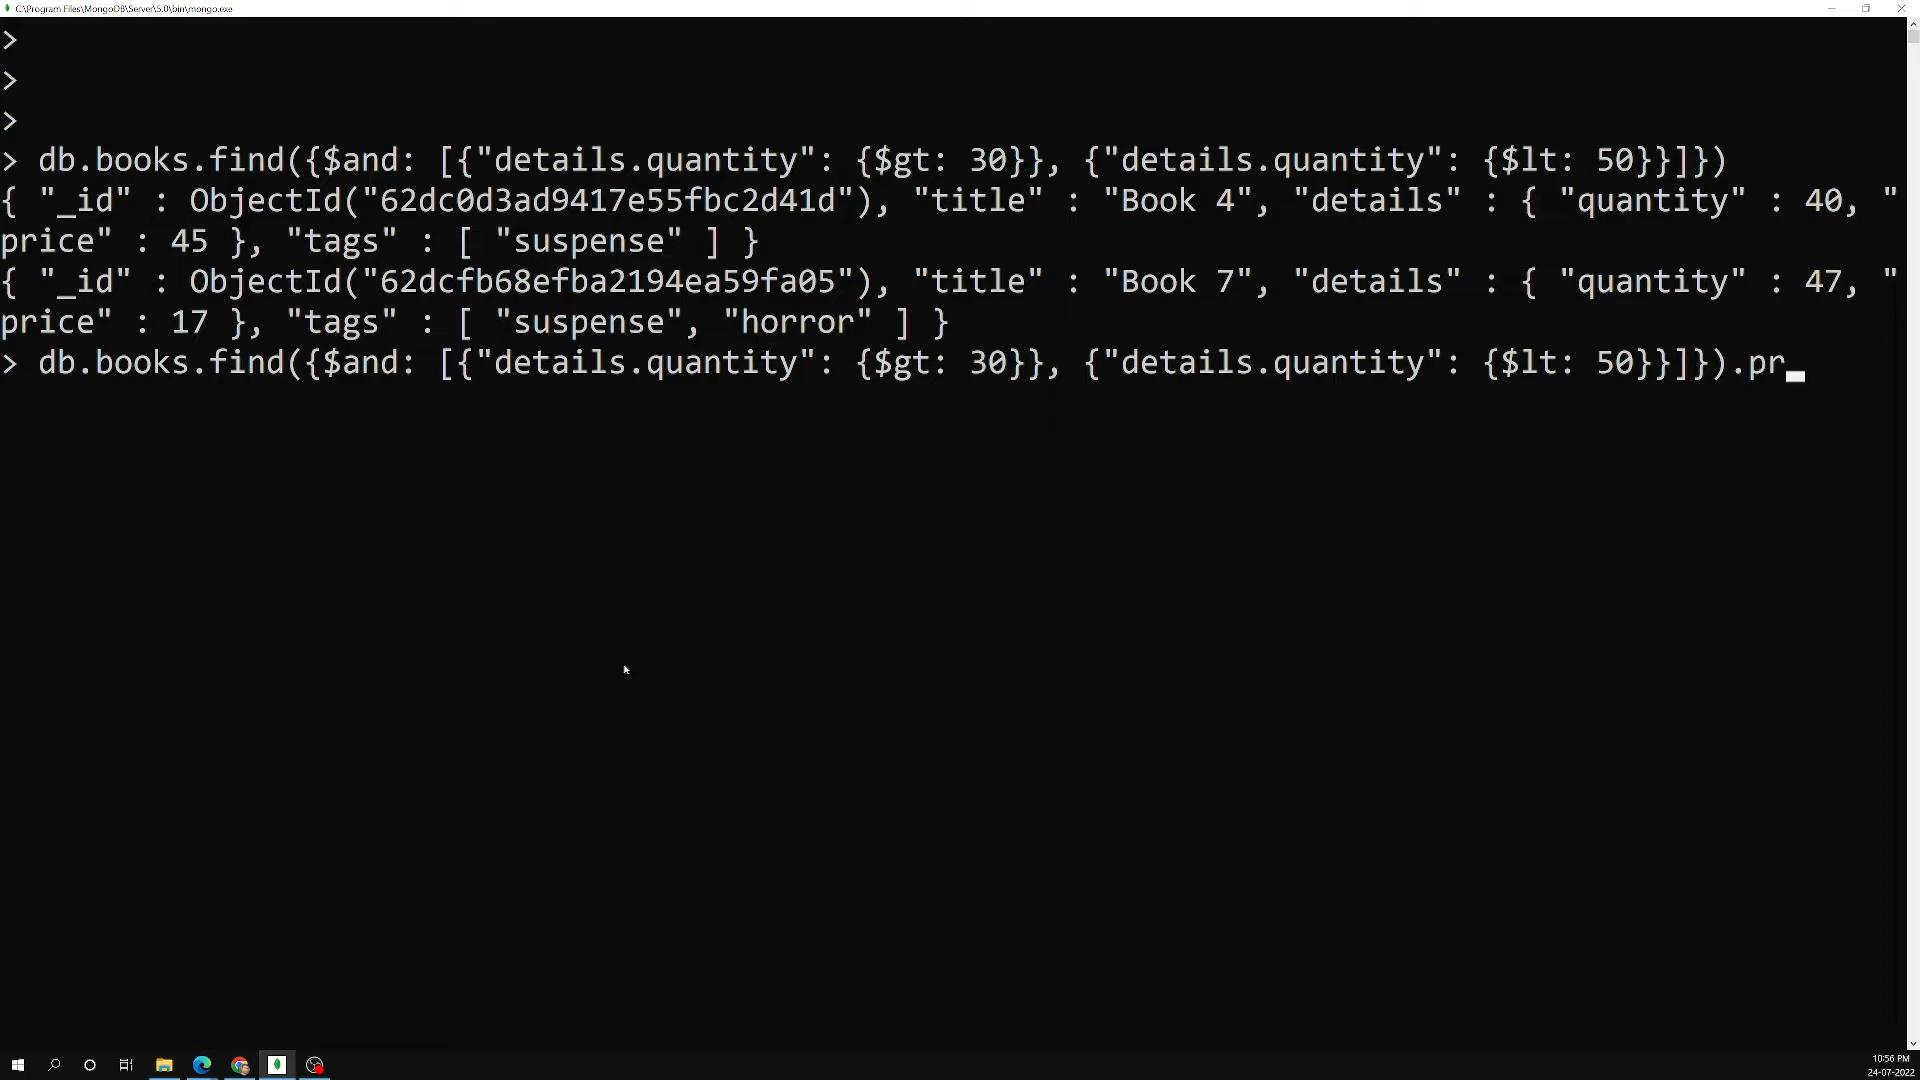 C:\Program Files\MongoDB\Server\5.0\bin\mongo.exe
>
>
>
> db.books.find({$and: [{"details.quantity": {$gt: 30}}, {"details.quantity": {$lt: 50}}]})
{ "_id" : ObjectId("62dc0d3ad9417e55fbc2d41d"), "title" : "Book 4", "details" : { "quantity" : 40, "
price" : 45 }, "tags" : [ "suspense" ] }
{ "_id" : ObjectId("62dcfb68efba2194ea59fa05"), "title" : "Book 7", "details" : { "quantity" : 47, "
price" : 17 }, "tags" : [ "suspense", "horror" ] }
> db.books.find({$and: [{"details.quantity": {$gt: 30}}, {"details.quantity": {$lt: 50}}]}).pr
10:56 PM
24-07-2022